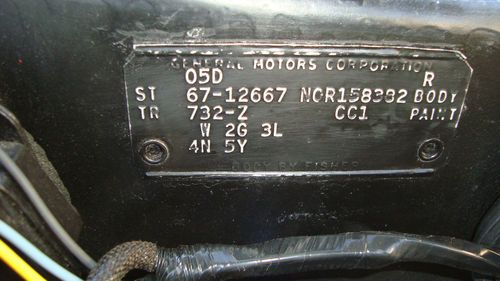 GENERAL MOTORS CORPORATION
05D R
ST 67-12667 NOR158382 BODY
TR 732-Z CC1 PAINT
W 2G 3L
4N 5Y
BODY BY FISHER